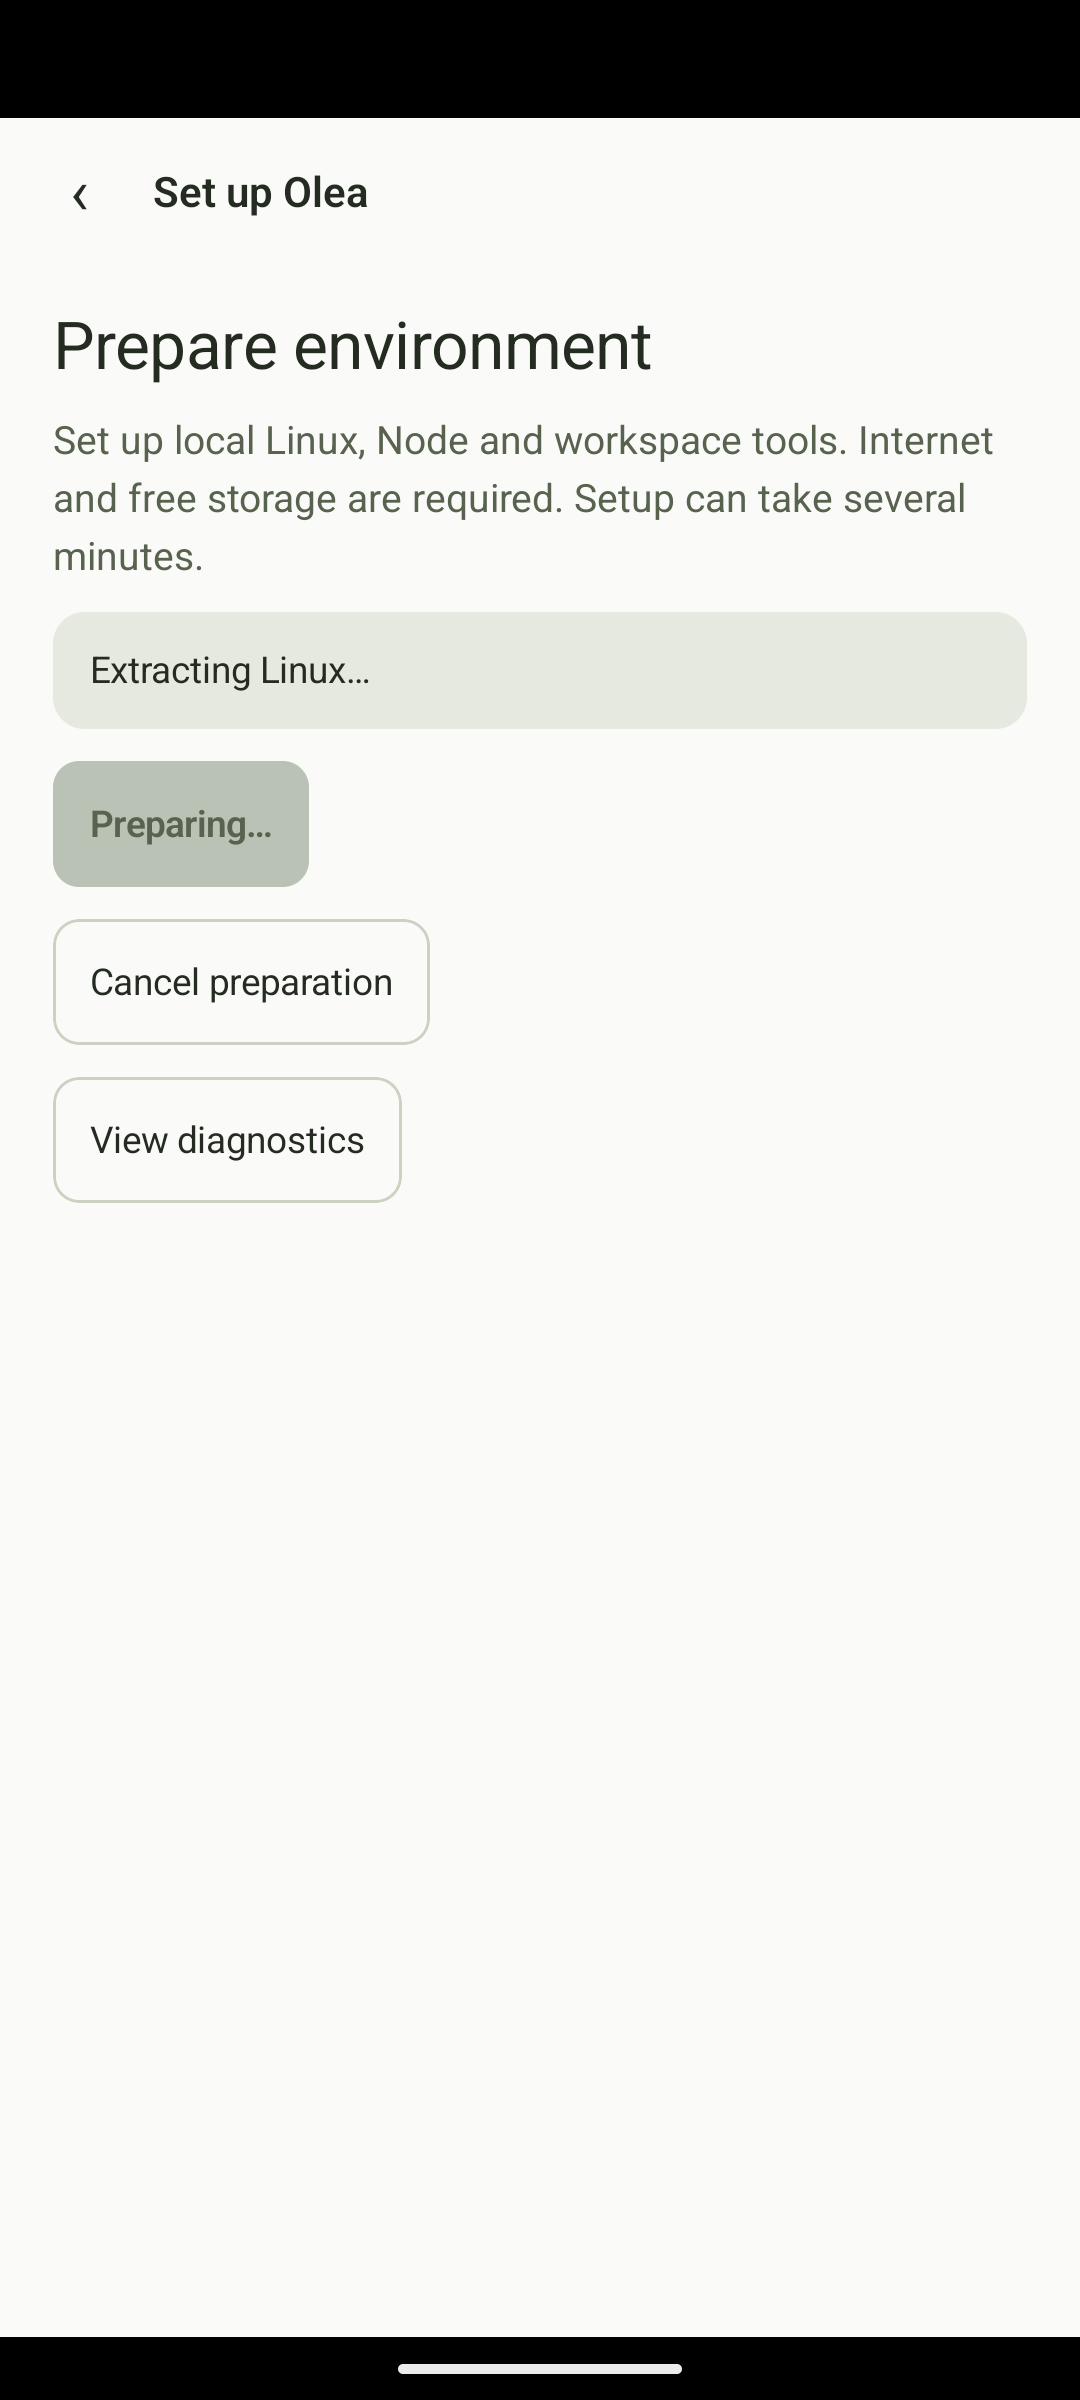 ‹ Set up Olea
Prepare environment
Set up local Linux, Node and workspace tools. Internet
and free storage are required. Setup can take several
minutes.
Extracting Linux…
Preparing…
Cancel preparation
View diagnostics